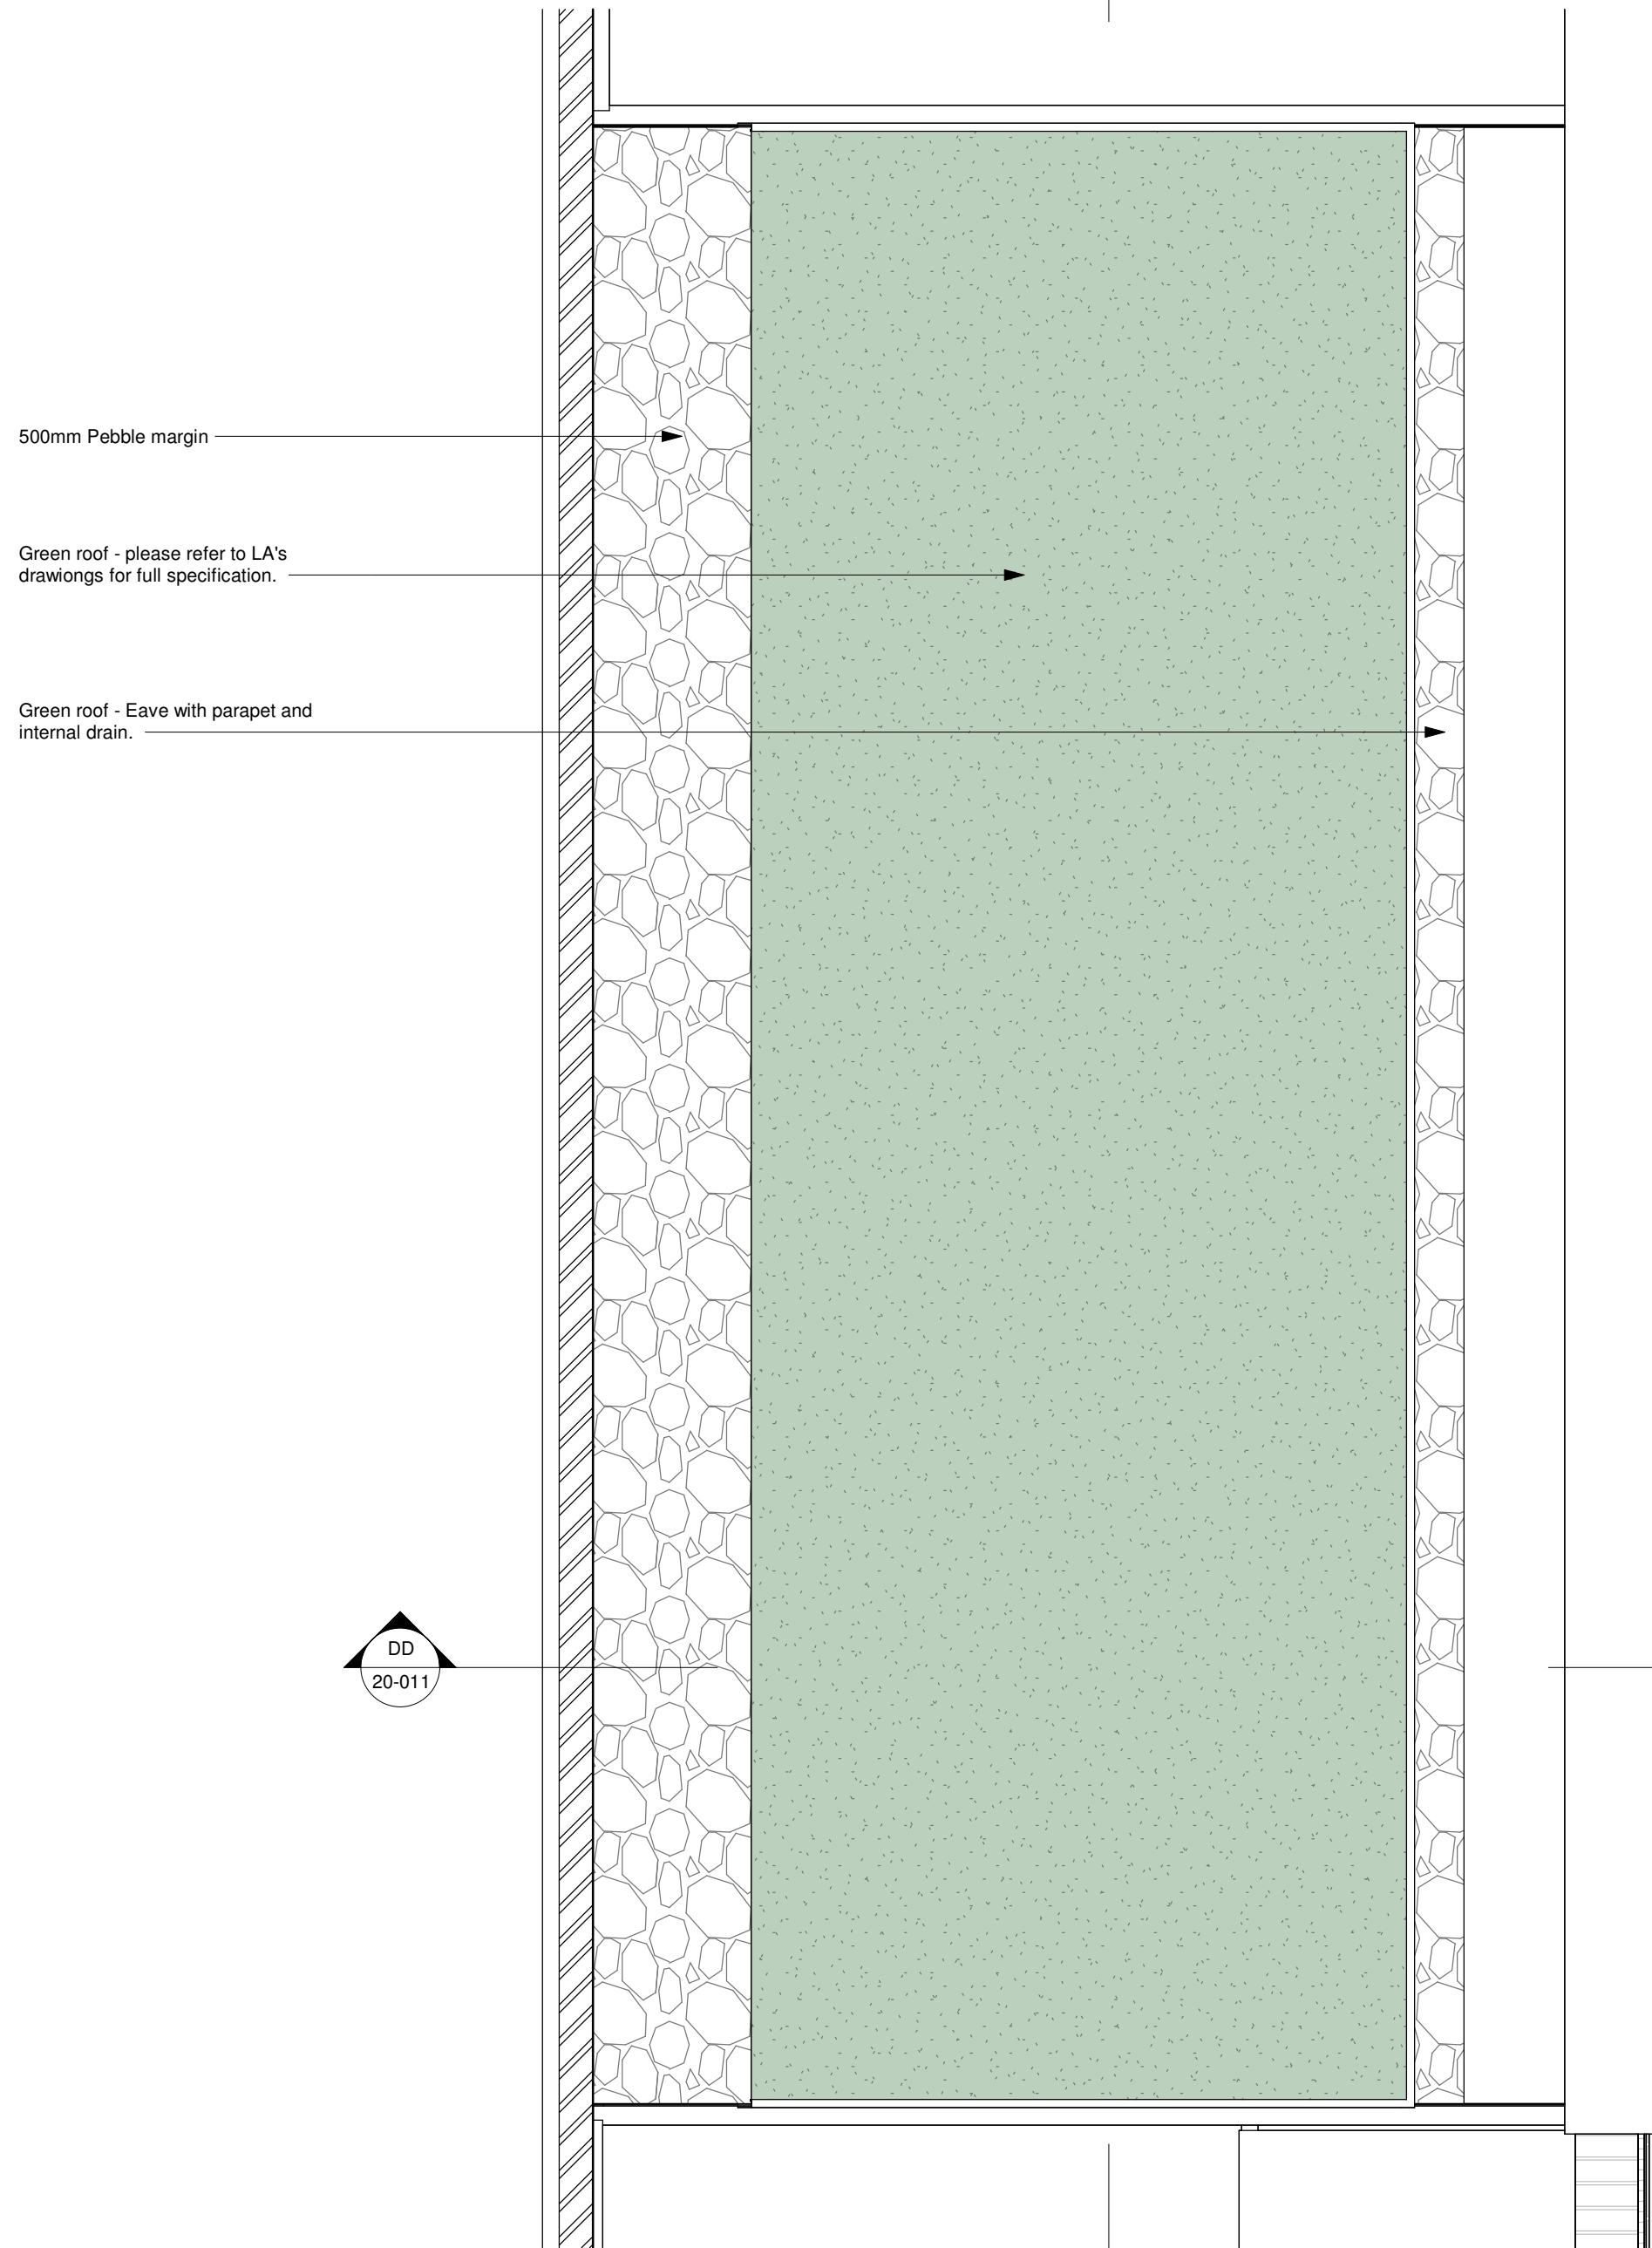 500mm Pebble margin
Green roof - please refer to LA's
drawiongs for full specification.
Green roof - Eave with parapet and
internal drain.
DD
20-011